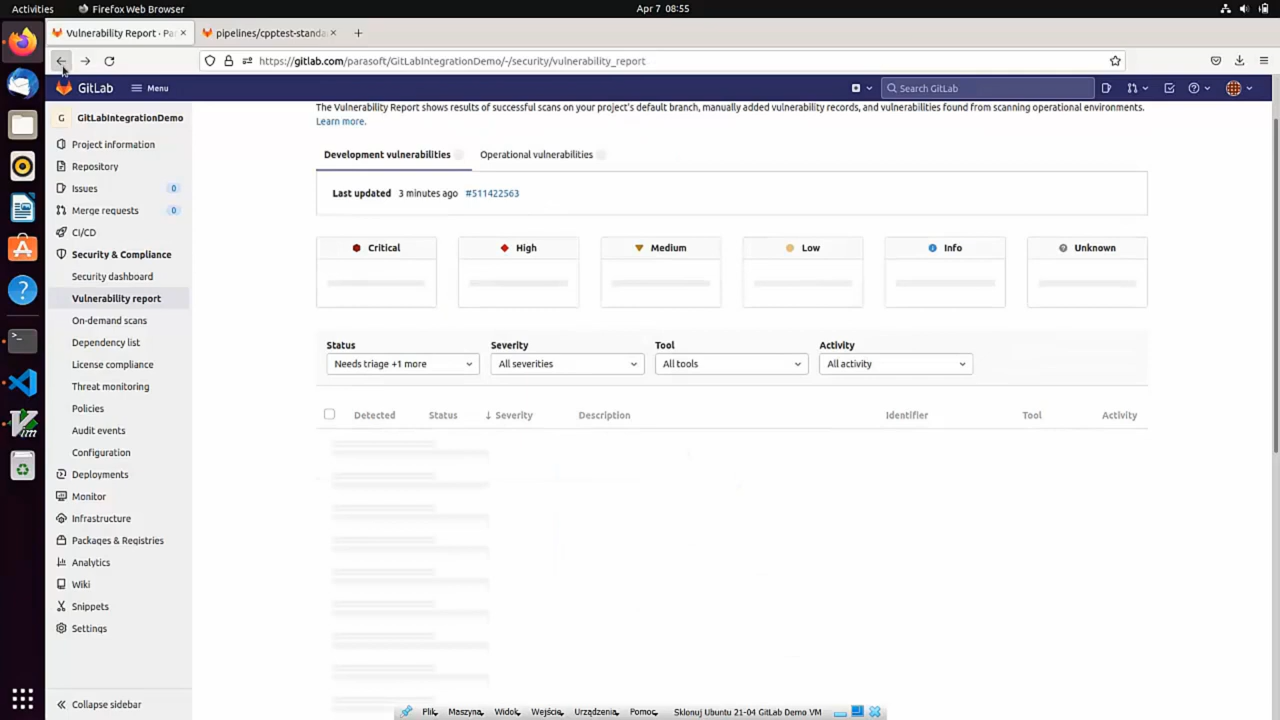 Activities
Firefox Web Browser
Apr 7 08:55
Vulnerability Report · Pa
pipelines/cpptest-standa
https://gitlab.com/parasoft/GitLabIntegrationDemo/-/security/vulnerability_report
GitLab
Menu
Search GitLab
G
GitLabIntegrationDemo
Project information
Repository
Issues
0
Merge requests
0
CI/CD
Security & Compliance
Security dashboard
Vulnerability report
On-demand scans
Dependency list
License compliance
Threat monitoring
Policies
Audit events
Configuration
Deployments
Monitor
Infrastructure
Packages & Registries
Analytics
Wiki
Snippets
Settings
Collapse sidebar
The Vulnerability Report shows results of successful scans on your project's default branch, manually added vulnerability records, and vulnerabilities found from scanning operational environments.
Learn more.
Development vulnerabilities
Operational vulnerabilities
Last updated 3 minutes ago #511422563
Critical
High
Medium
Low
Info
Unknown
Status
Severity
Tool
Activity
Needs triage +1 more
All severities
All tools
All activity
Detected
Status
Severity
Description
Identifier
Tool
Activity
Plik
Maszyna
Widok
Wejście
Urządzenia
Pomoc
Sklonuj Ubuntu 21-04 GitLab Demo VM